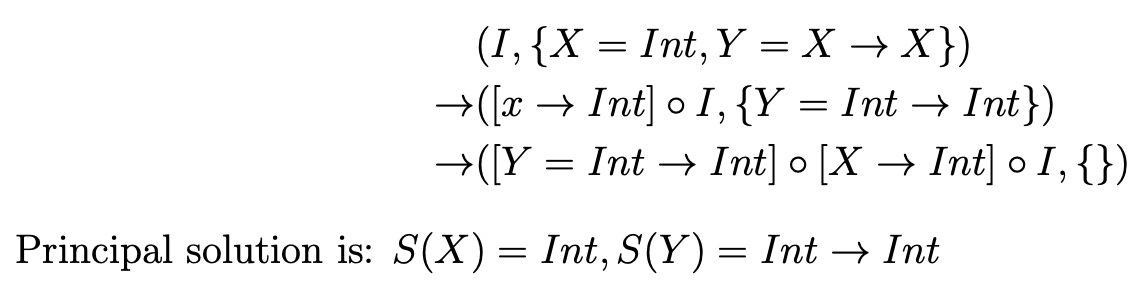 (I, {X = Int, Y = X → X})
→([x → Int] ∘ I, {Y = Int → Int})
→([Y = Int → Int] ∘ [X → Int] ∘ I, {})
Principal solution is: S(X) = Int, S(Y) = Int → Int